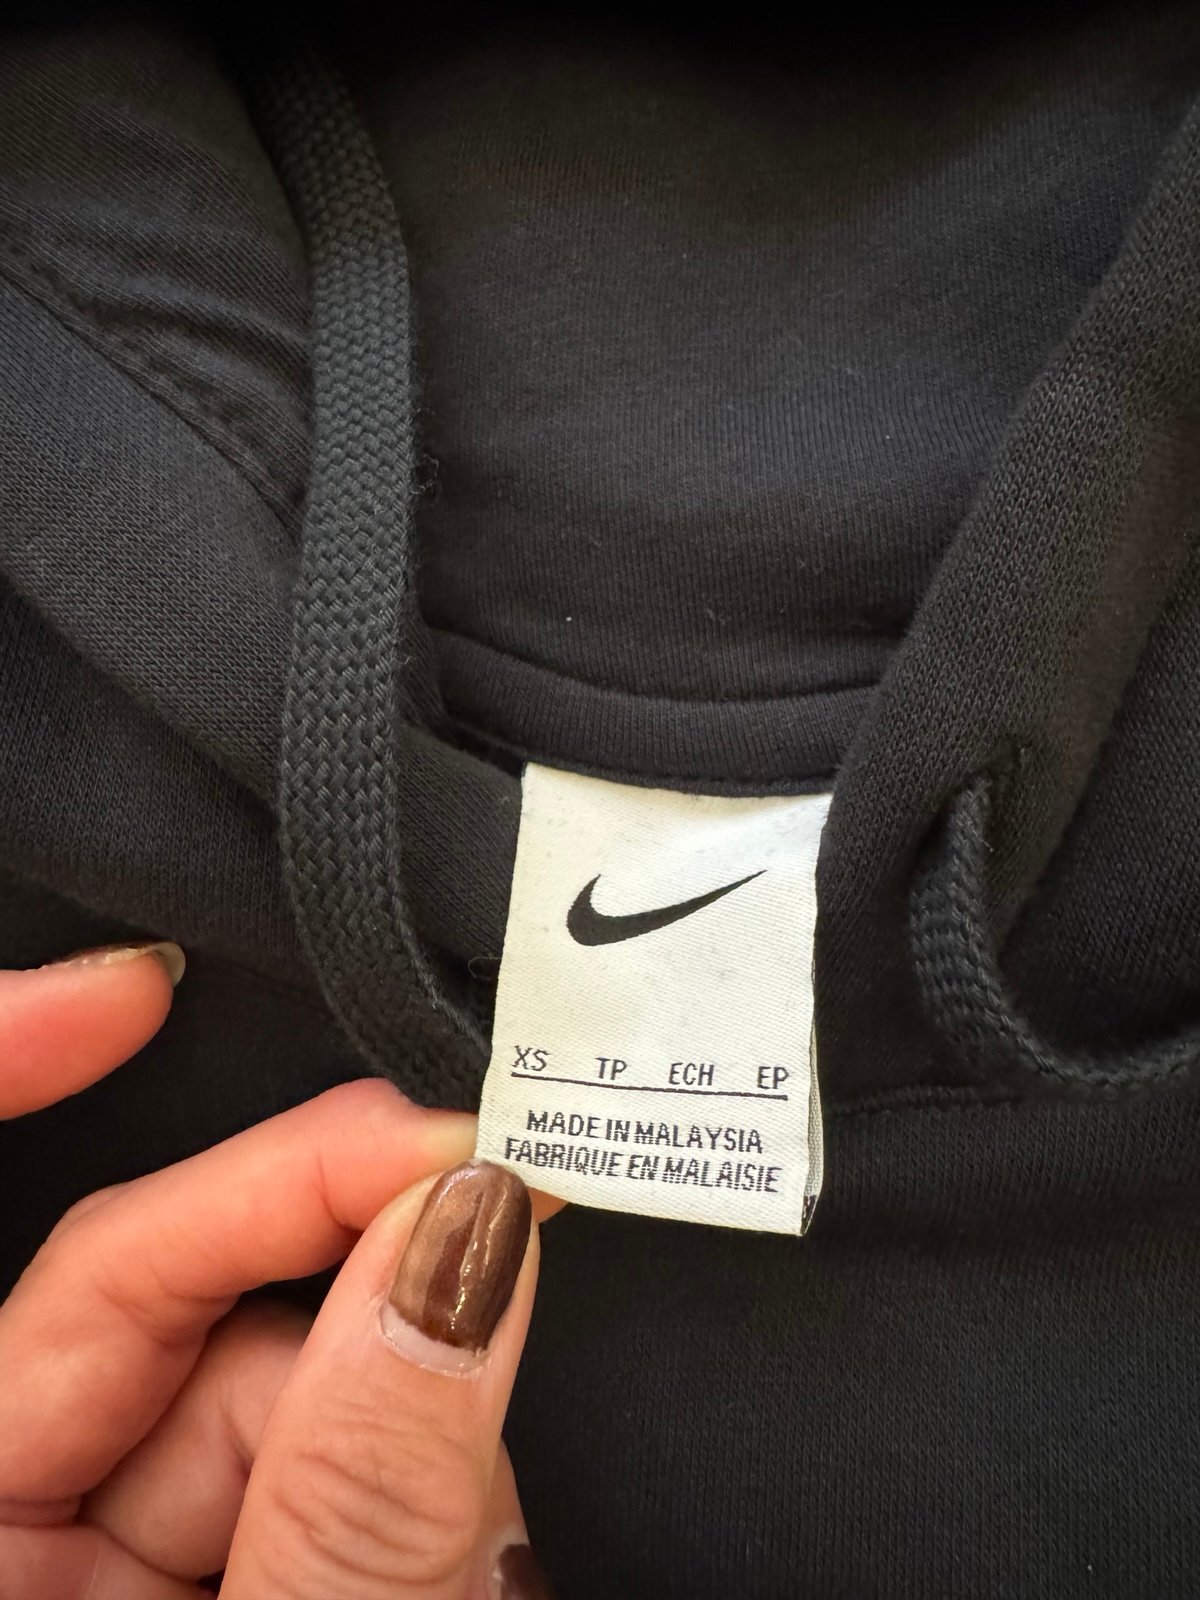 XS TP ECH EP
MADE IN MALAYSIA
FABRIQUE EN MALAISIE